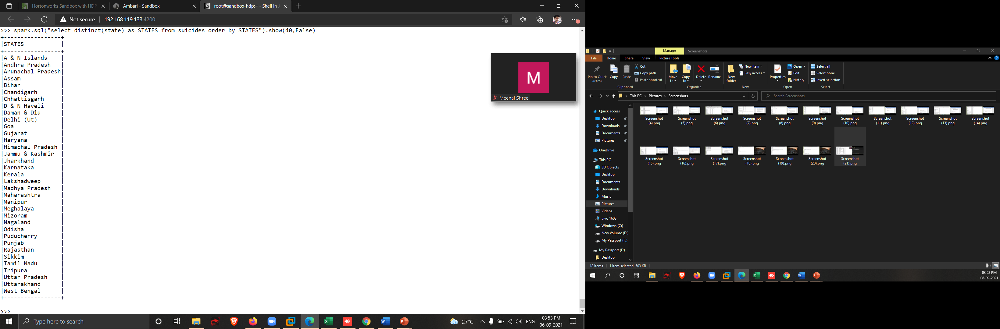 Hortonworks Sandbox with HDP
Ambari - Sandbox
root@sandbox-hdp:~ - Shell In A
Not secure
192.168.119.133:4200
>>> spark.sql("select distinct(state) as STATES from suicides order by STATES").show(40,False)
+-----------------+
|STATES           |
+-----------------+
|A & N Islands    |
|Andhra Pradesh   |
|Arunachal Pradesh|
|Assam            |
|Bihar            |
|Chandigarh       |
|Chhattisgarh     |
|D & N Haveli     |
|Daman & Diu      |
|Delhi (Ut)       |
|Goa              |
|Gujarat          |
|Haryana          |
|Himachal Pradesh |
|Jammu & Kashmir  |
|Jharkhand        |
|Karnataka        |
|Kerala           |
|Lakshadweep      |
|Madhya Pradesh   |
|Maharashtra      |
|Manipur          |
|Meghalaya        |
|Mizoram          |
|Nagaland         |
|Odisha           |
|Puducherry       |
|Punjab           |
|Rajasthan        |
|Sikkim           |
|Tamil Nadu       |
|Tripura          |
|Uttar Pradesh    |
|Uttarakhand      |
|West Bengal      |
+-----------------+
>>>
M
Meenal Shree
Type here to search
27°C
ENG
03:53 PM
06-09-2021
Manage
Screenshots
File
Home
Share
View
Picture Tools
Pin to Quick access
Copy
Paste
Cut
Copy path
Paste shortcut
Clipboard
Move to
Copy to
Delete
Rename
Organize
New folder
New item
Easy access
New
Properties
Open
Edit
History
Open
Select all
Select none
Invert selection
Select
This PC > Pictures > Screenshots
Search Screenshots
Quick access
Desktop
Downloads
Documents
Pictures
OneDrive
This PC
3D Objects
Desktop
Documents
Downloads
Music
Pictures
Videos
vivo 1603
Windows (C:)
New Volume (D:
My Passport (F:)
My Passport (F:)
Desktop
Screenshot (4).png
Screenshot (5).png
Screenshot (6).png
Screenshot (7).png
Screenshot (8).png
Screenshot (9).png
Screenshot (10).png
Screenshot (11).png
Screenshot (12).png
Screenshot (13).png
Screenshot (14).png
Screenshot (15).png
Screenshot (16).png
Screenshot (17).png
Screenshot (18).png
Screenshot (19).png
Screenshot (20).png
Screenshot (21).png
18 items
1 item selected 503 KB
03:53 PM
06-09-2021